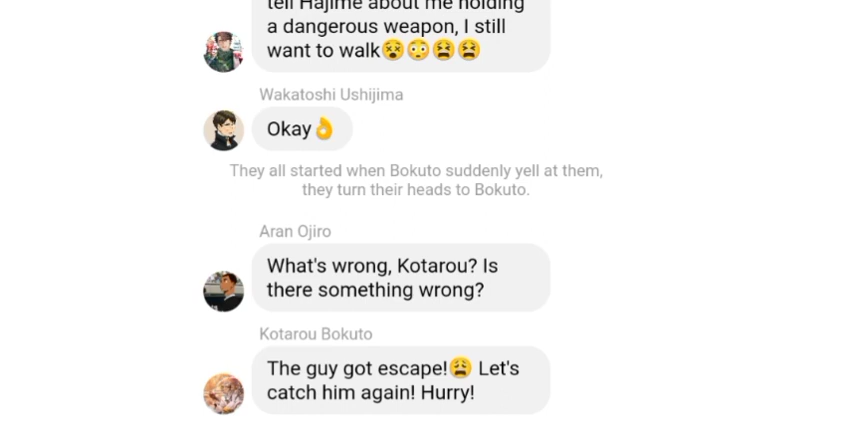 tell Hajime about me holding
a dangerous weapon, I still
want to walk😵😳😫😫
Wakatoshi Ushijima
Okay👌
They all started when Bokuto suddenly yell at them,
they turn their heads to Bokuto.
Aran Ojiro
What's wrong, Kotarou? Is
there something wrong?
Kotarou Bokuto
The guy got escape!😩 Let's
catch him again! Hurry!